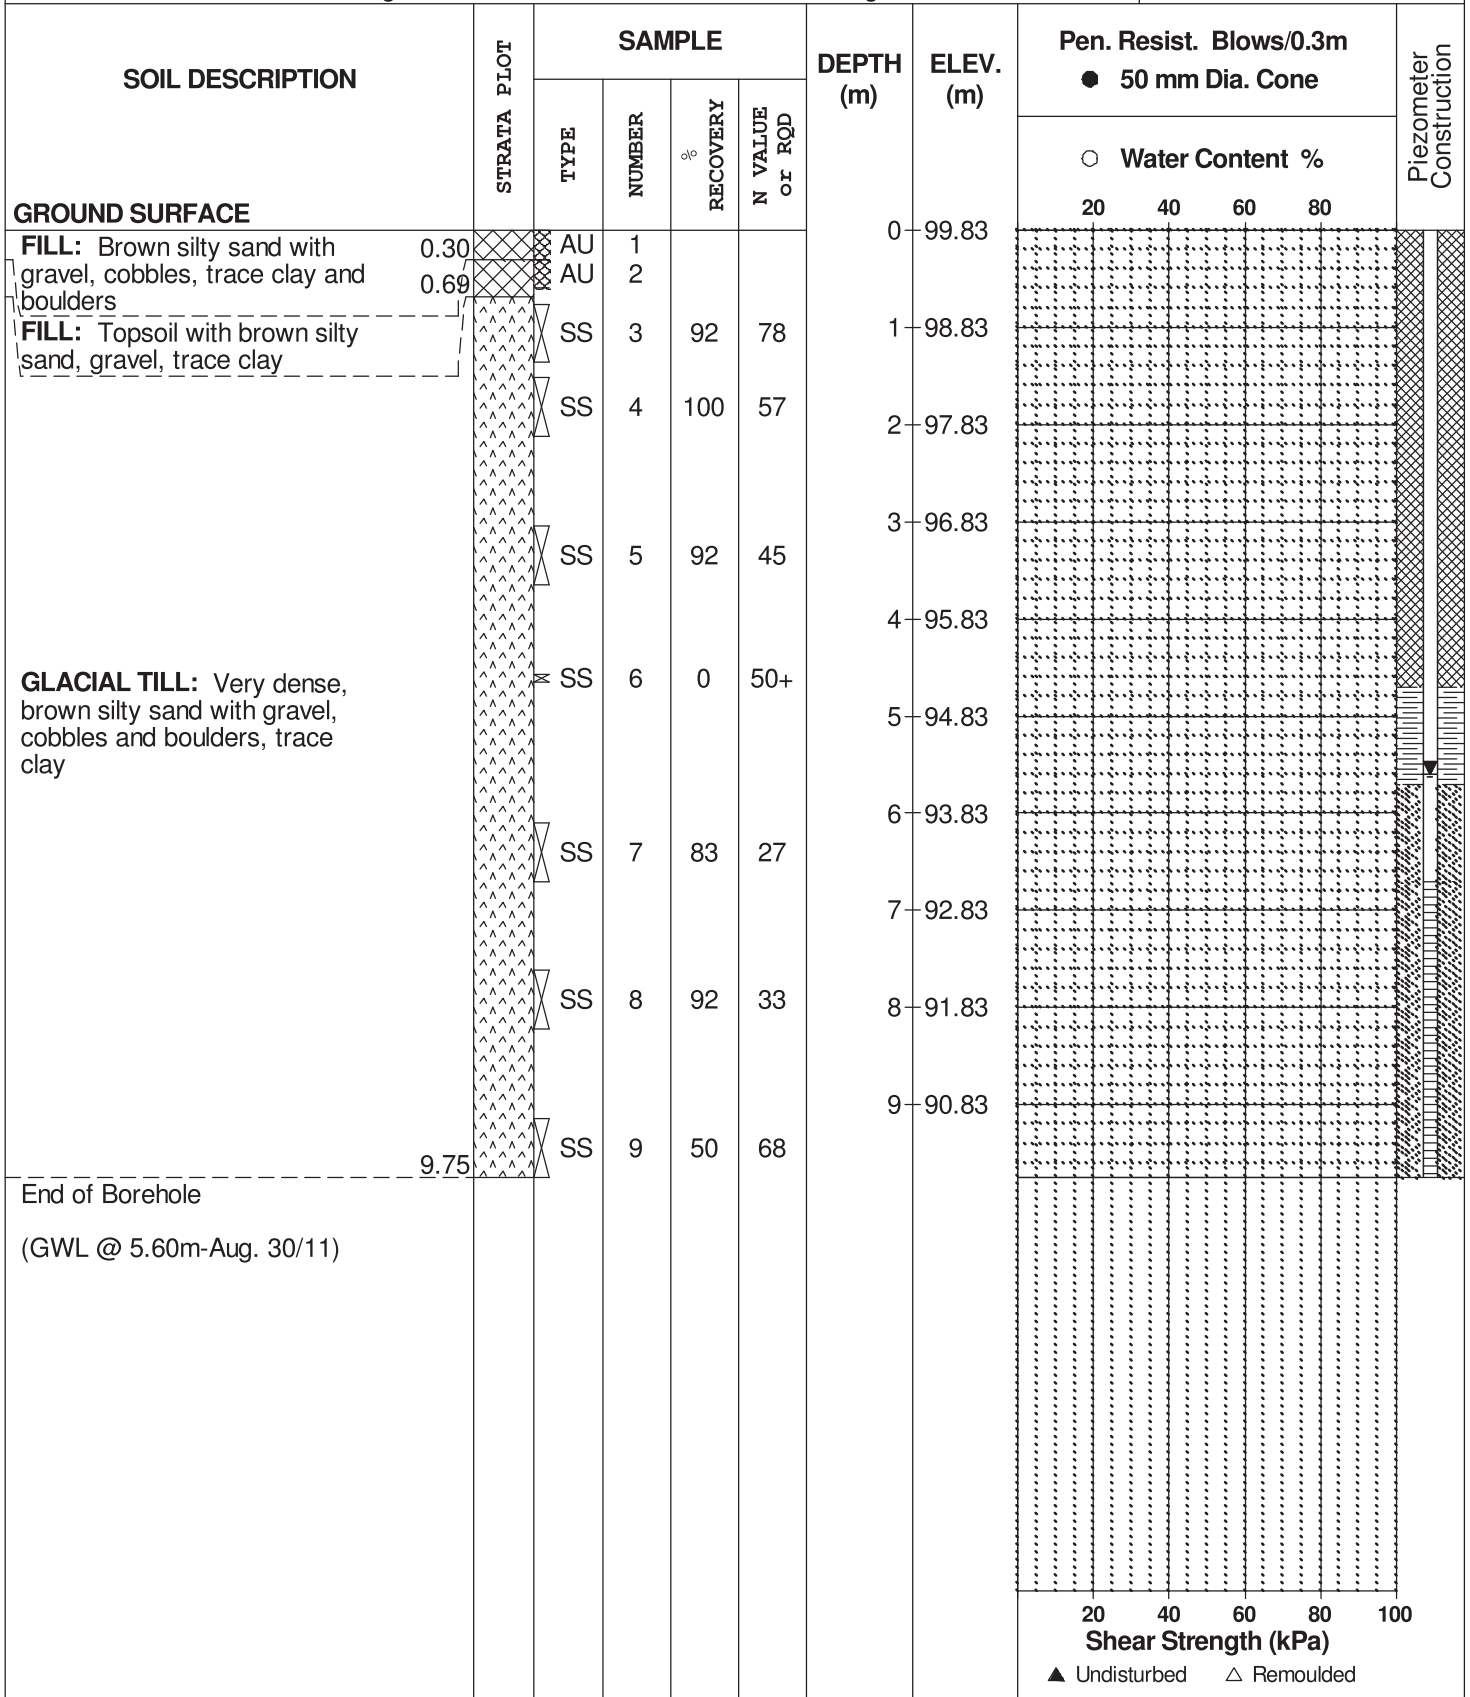 SOIL DESCRIPTION
GROUND SURFACE
STRATA PLOT
SAMPLE
TYPE
NUMBER
%
RECOVERY
N VALUE
or RQD
DEPTH
(m)
ELEV.
(m)
Pen. Resist. Blows/0.3m
● 50 mm Dia. Cone
○ Water Content %
20 40 60 80
Piezometer
Construction
FILL: Brown silty sand with
gravel, cobbles, trace clay and
boulders
0.30
FILL: Topsoil with brown silty
sand, gravel, trace clay
0.69
GLACIAL TILL: Very dense,
brown silty sand with gravel,
cobbles and boulders, trace
clay
9.75
End of Borehole
(GWL @ 5.60m-Aug. 30/11)
AU 1
AU 2
SS 3 92 78
SS 4 100 57
SS 5 92 45
SS 6 0 50+
SS 7 83 27
SS 8 92 33
SS 9 50 68
0 99.83
1 98.83
2 97.83
3 96.83
4 95.83
5 94.83
6 93.83
7 92.83
8 91.83
9 90.83
20 40 60 80 100
Shear Strength (kPa)
▲ Undisturbed △ Remoulded